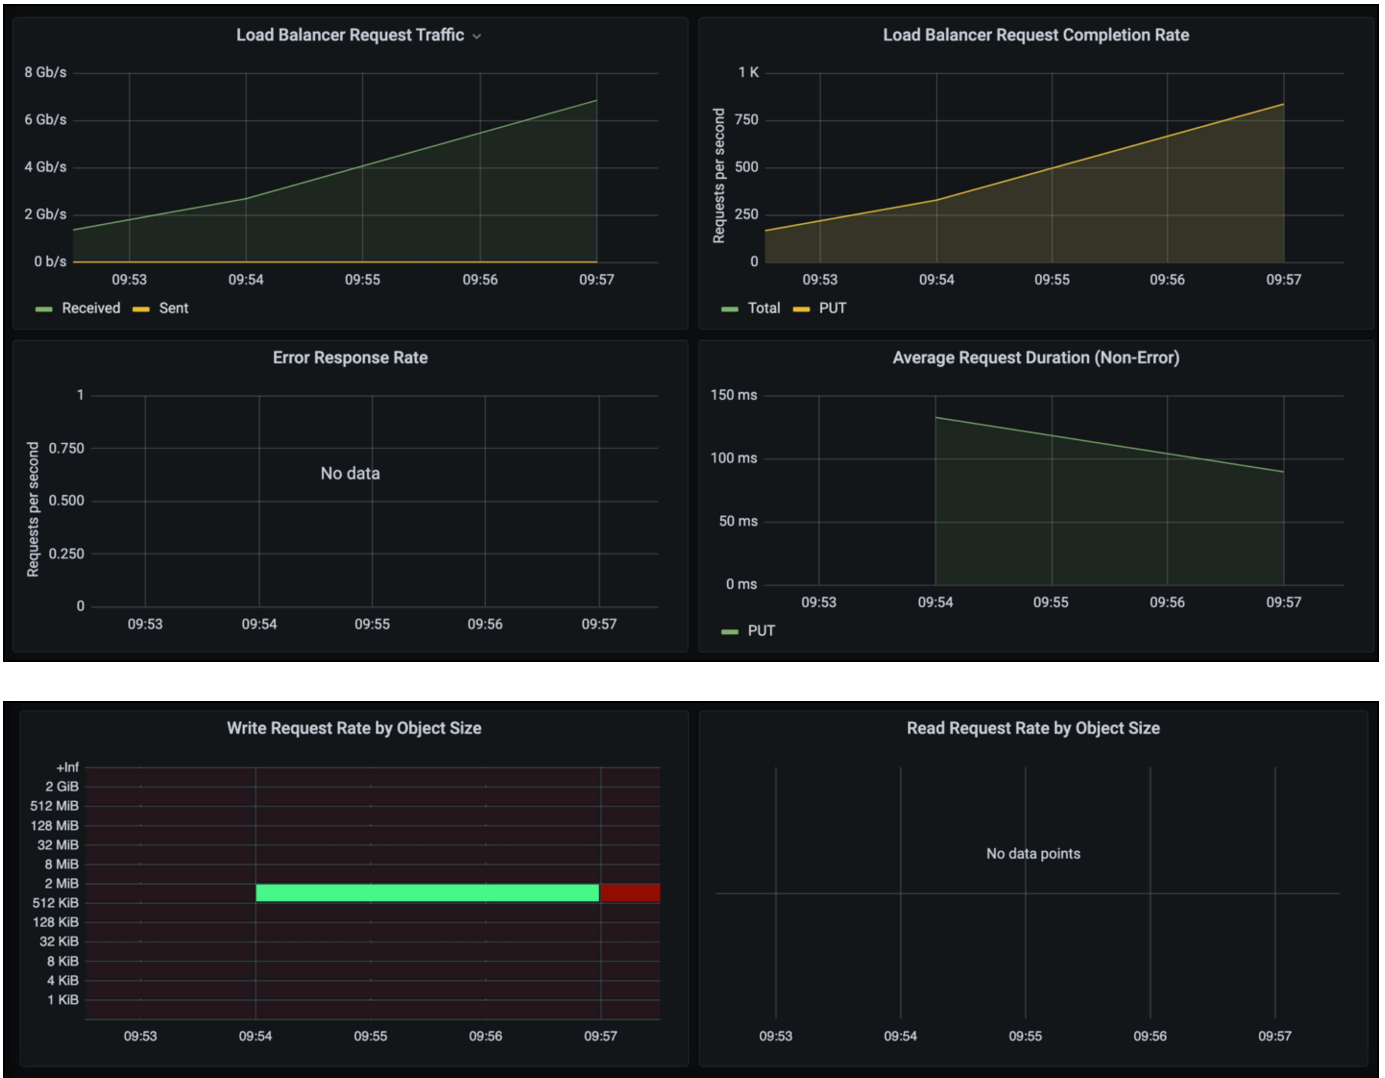 Load Balancer Request Traffic
8 Gb/s
6 Gb/s
4 Gb/s
2 Gb/s
0 b/s
09:53 09:54 09:55 09:56 09:57
Received Sent
Load Balancer Request Completion Rate
Requests per second
1 K
750
500
250
0
09:53 09:54 09:55 09:56 09:57
Total PUT
Error Response Rate
Requests per second
1
0.750
0.500
0.250
0
No data
09:53 09:54 09:55 09:56 09:57
Average Request Duration (Non-Error)
150 ms
100 ms
50 ms
0 ms
09:53 09:54 09:55 09:56 09:57
PUT
Write Request Rate by Object Size
+Inf
2 GiB
512 MiB
128 MiB
32 MiB
8 MiB
2 MiB
512 KiB
128 KiB
32 KiB
8 KiB
4 KiB
1 KiB
09:53 09:54 09:55 09:56 09:57
Read Request Rate by Object Size
No data points
09:53 09:54 09:55 09:56 09:57